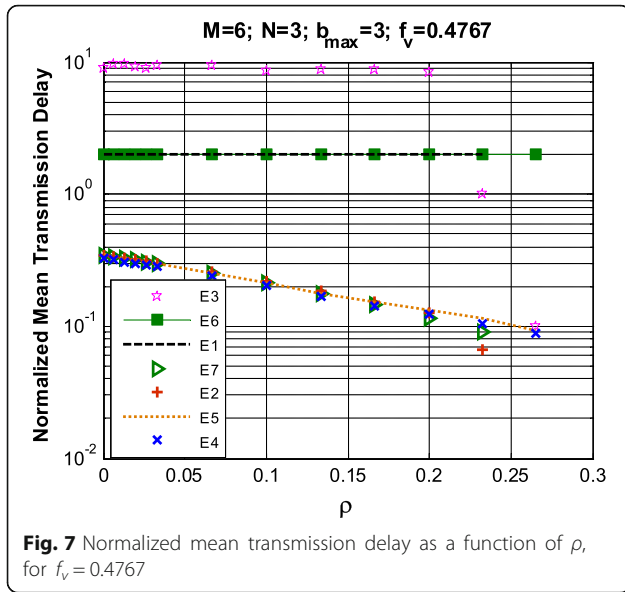 M=6; N=3; b_max=3; f_v=0.4767
Normalized Mean Transmission Delay
10^1
10^0
10^-1
10^-2
E3
E6
E1
E7
E2
E5
E4
0 0.05 0.1 0.15 0.2 0.25 0.3
ρ
Fig. 7 Normalized mean transmission delay as a function of ρ,
for f_v = 0.4767